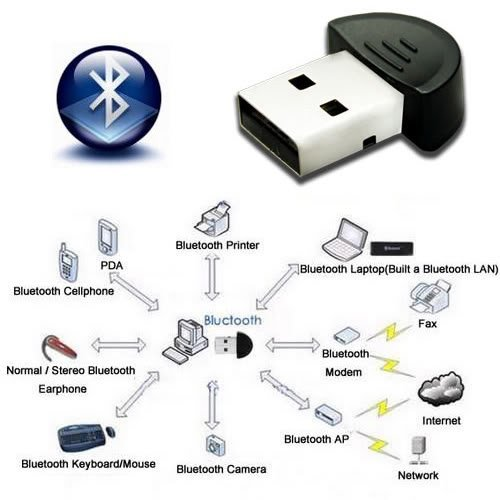 Bluetooth Printer
PDA
Bluetooth Cellphone
Bluetooth Laptop(Built a Bluetooth LAN)
Fax
Bluctooth
Normal / Stereo Bluetooth
Earphone
Bluetooth
Modem
Internet
Bluetooth AP
Bluetooth Keyboard/Mouse
Bluetooth Camera
Network